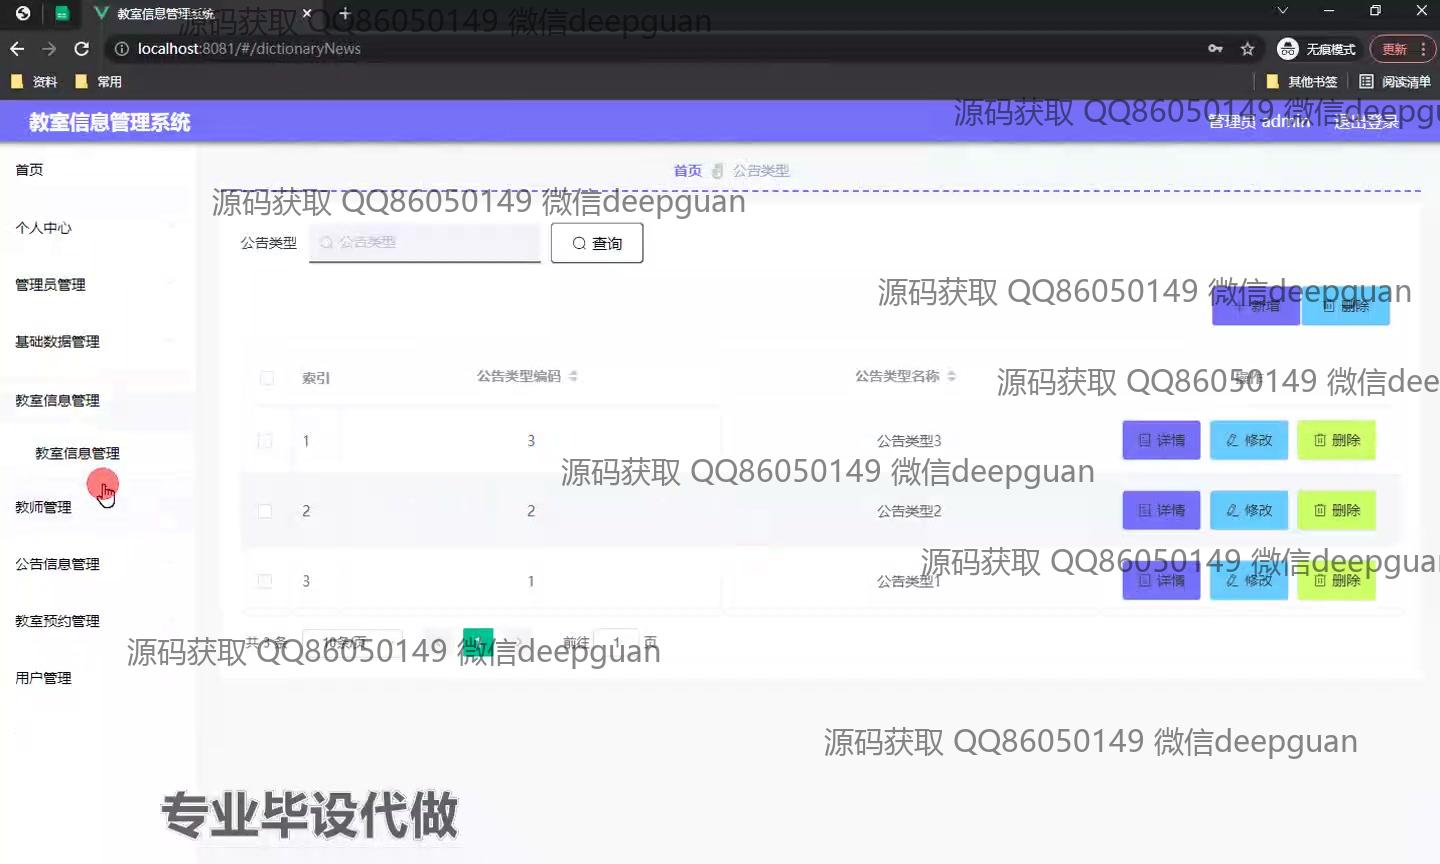 教室信息管理系统
源码获取 QQ86050149 微信deepguan
localhost:8081/#/dictionaryNews
无痕模式
更新
资料
常用
其他书签
阅读清单
源码获取 QQ86050149 微信deepgu
教室信息管理系统
管理员 admin
退出登录
首页
首页 公告类型
源码获取 QQ86050149 微信deepguan
个人中心
公告类型
公告类型
查询
管理员管理
源码获取 QQ86050149 微信deepguan
新增
删除
基础数据管理
索引
公告类型编码
公告类型名称
操作
源码获取 QQ86050149 微信dee
教室信息管理
1
3
公告类型3
详情
修改
删除
教室信息管理
源码获取 QQ86050149 微信deepguan
教师管理
2
2
公告类型2
详情
修改
删除
公告信息管理
源码获取 QQ86050149 微信deepguan
3
1
公告类型1
详情
修改
删除
教室预约管理
共 3 条
10条/页
1
前往
1
页
源码获取 QQ86050149 微信deepguan
用户管理
源码获取 QQ86050149 微信deepguan
专业毕设代做